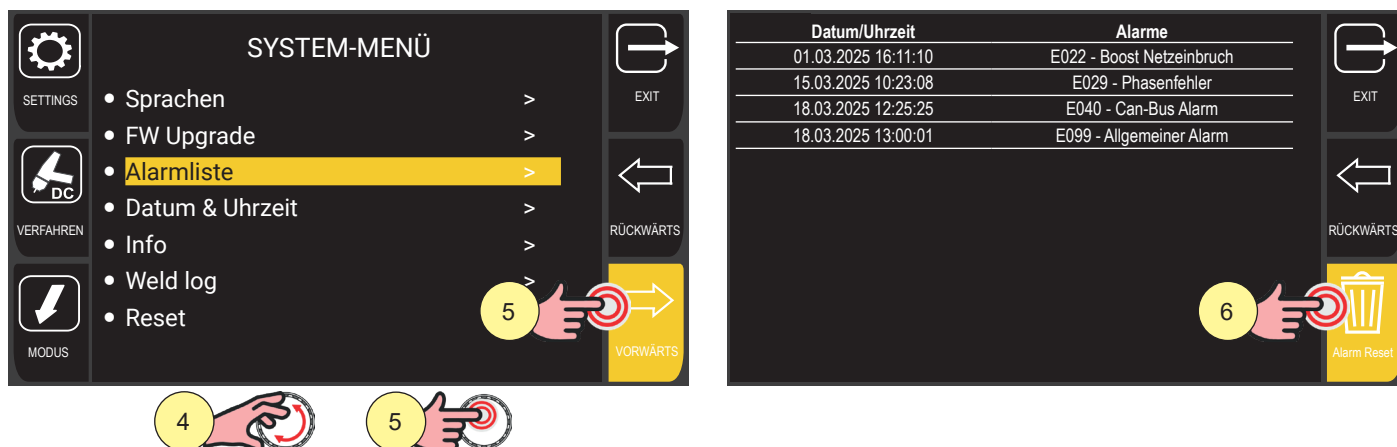 SYSTEM-MENÜ
SETTINGS
DC
VERFAHREN
MODUS
• Sprachen >
• FW Upgrade >
• Alarmliste >
• Datum & Uhrzeit >
• Info >
• Weld log >
• Reset
EXIT
RÜCKWÄRTS
VORWÄRTS
5
4
5
Datum/Uhrzeit Alarme
01.03.2025 16:11:10 E022 - Boost Netzeinbruch
15.03.2025 10:23:08 E029 - Phasenfehler
18.03.2025 12:25:25 E040 - Can-Bus Alarm
18.03.2025 13:00:01 E099 - Allgemeiner Alarm
EXIT
RÜCKWÄRTS
6
Alarm Reset